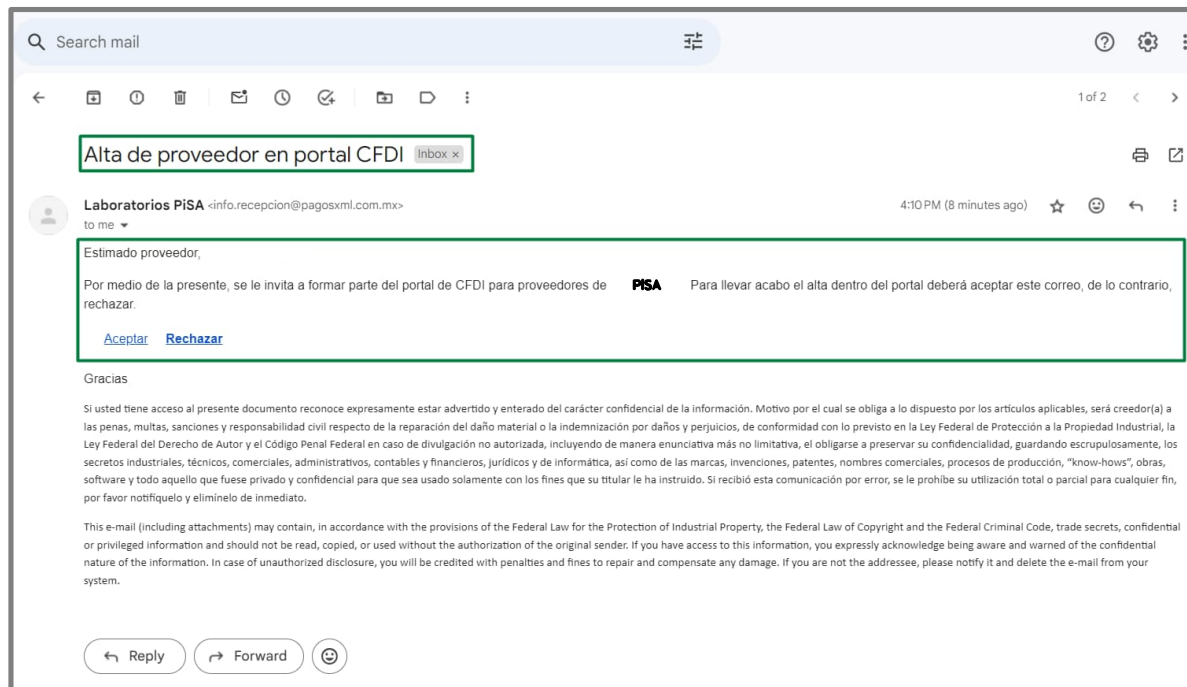 Search mail
1 of 2
Alta de proveedor en portal CFDI Inbox ×
Laboratorios PiSA <info.recepcion@pagosxml.com.mx> 4:10 PM (8 minutes ago)
to me
Estimado proveedor,
Por medio de la presente, se le invita a formar parte del portal de CFDI para proveedores de PISA Para llevar acabo el alta dentro del portal deberá aceptar este correo, de lo contrario,
rechazar.
Aceptar Rechazar
Gracias
Si usted tiene acceso al presente documento reconoce expresamente estar advertido y enterado del carácter confidencial de la información. Motivo por el cual se obliga a lo dispuesto por los artículos aplicables, será creedor(a) a
las penas, multas, sanciones y responsabilidad civil respecto de la reparación del daño material o la indemnización por daños y perjuicios, de conformidad con lo previsto en la Ley Federal de Protección a la Propiedad Industrial, la
Ley Federal del Derecho de Autor y el Código Penal Federal en caso de divulgación no autorizada, incluyendo de manera enunciativa más no limitativa, el obligarse a preservar su confidencialidad, guardando escrupulosamente, los
secretos industriales, técnicos, comerciales, administrativos, contables y financieros, jurídicos y de informática, así como de las marcas, invenciones, patentes, nombres comerciales, procesos de producción, “know-hows”, obras,
software y todo aquello que fuese privado y confidencial para que sea usado solamente con los fines que su titular le ha instruido. Si recibió esta comunicación por error, se le prohíbe su utilización total o parcial para cualquier fin,
por favor notifíquelo y elimínelo de inmediato.
This e-mail (including attachments) may contain, in accordance with the provisions of the Federal Law for the Protection of Industrial Property, the Federal Law of Copyright and the Federal Criminal Code, trade secrets, confidential
or privileged information and should not be read, copied, or used without the authorization of the original sender. If you have access to this information, you expressly acknowledge being aware and warned of the confidential
nature of the information. In case of unauthorized disclosure, you will be credited with penalties and fines to repair and compensate any damage. If you are not the addressee, please notify it and delete the e-mail from your
system.
Reply Forward